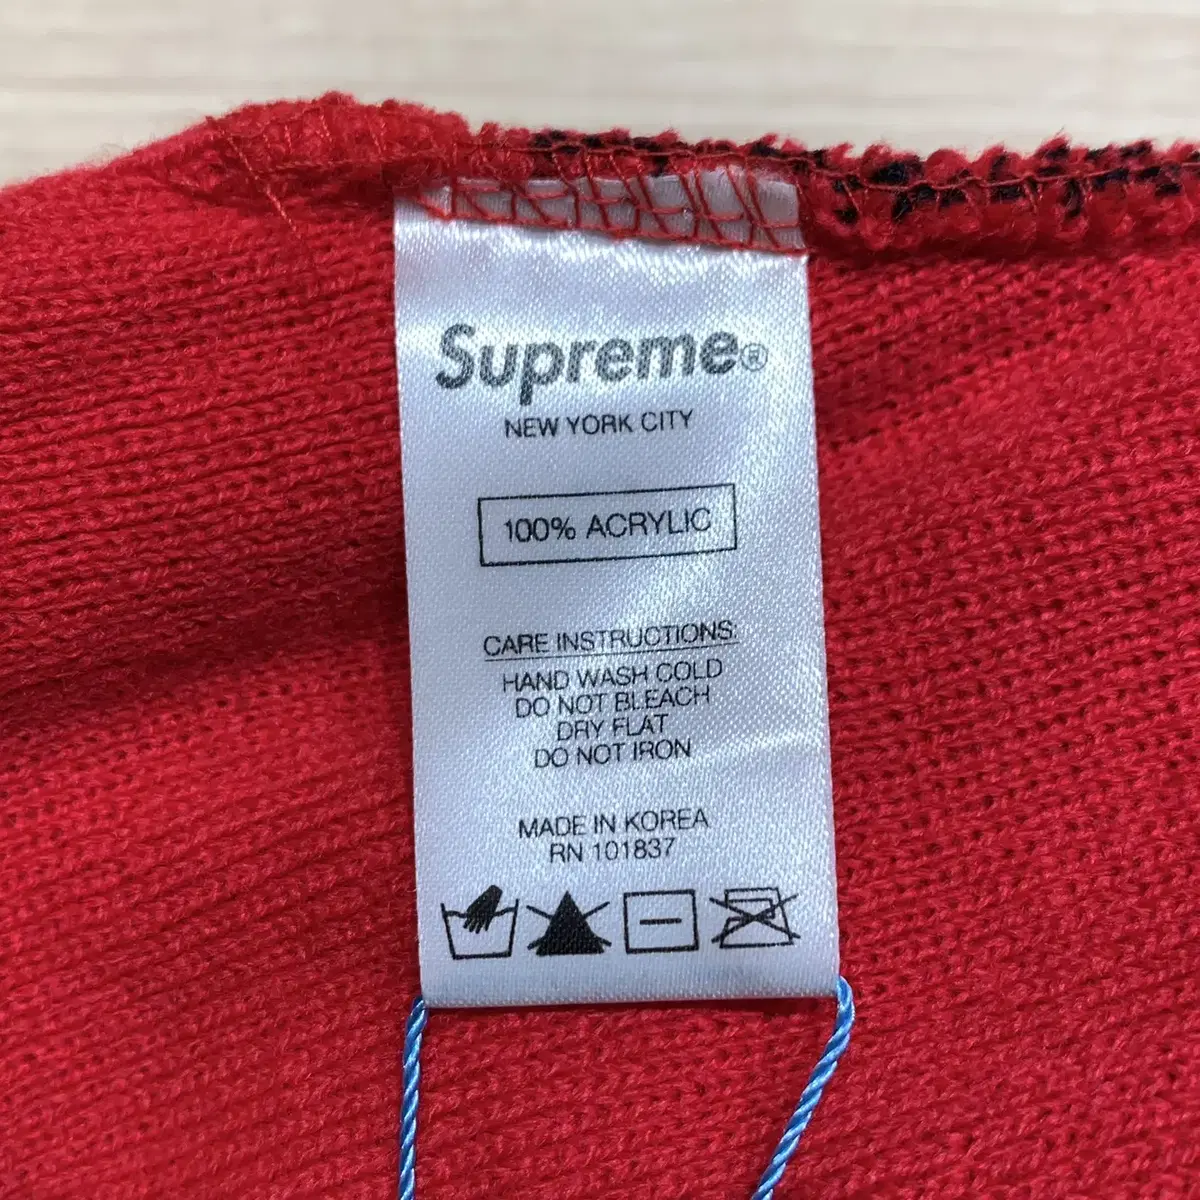 Supreme®
NEW YORK CITY
100% ACRYLIC
CARE INSTRUCTIONS:
HAND WASH COLD
DO NOT BLEACH
DRY FLAT
DO NOT IRON
MADE IN KOREA
RN 101837